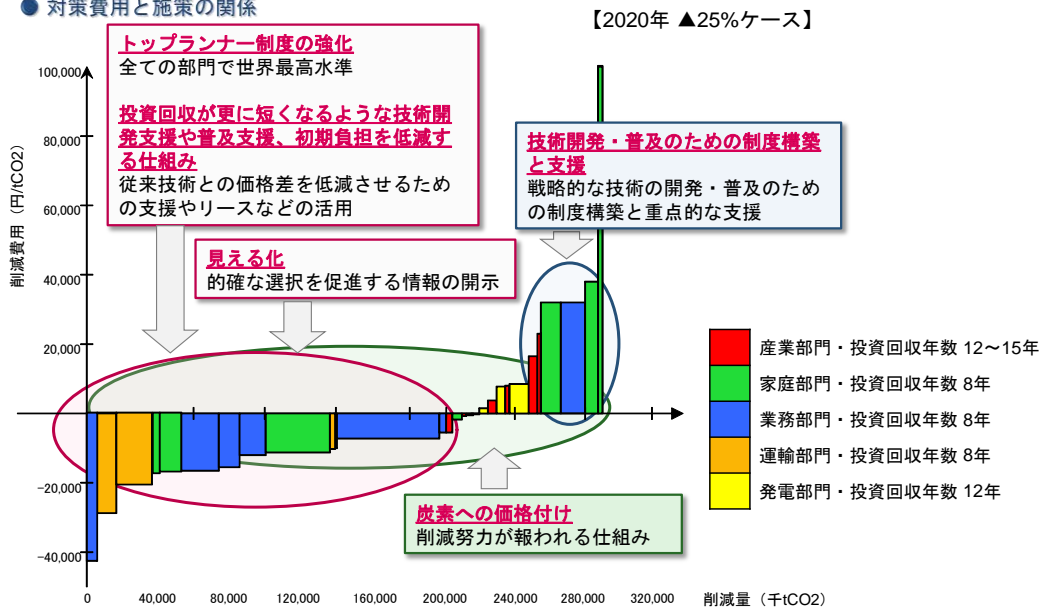 ● 対策費用と施策の関係
【2020年 ▲25%ケース】
トップランナー制度の強化
全ての部門で世界最高水準
投資回収が更に短くなるような技術開
発支援や普及支援、初期負担を低減す
る仕組み
従来技術との価格差を低減させるため
の支援やリースなどの活用
技術開発・普及のための制度構築
と支援
戦略的な技術の開発・普及のため
の制度構築と重点的な支援
見える化
的確な選択を促進する情報の開示
炭素への価格付け
削減努力が報われる仕組み
削減費用（円/tCO2）
100,000
80,000
60,000
40,000
20,000
0
−20,000
−40,000
0 40,000 80,000 120,000 160,000 200,000 240,000 280,000 320,000
削減量（千tCO2）
産業部門・投資回収年数 12〜15年
家庭部門・投資回収年数 8年
業務部門・投資回収年数 8年
運輸部門・投資回収年数 8年
発電部門・投資回収年数 12年